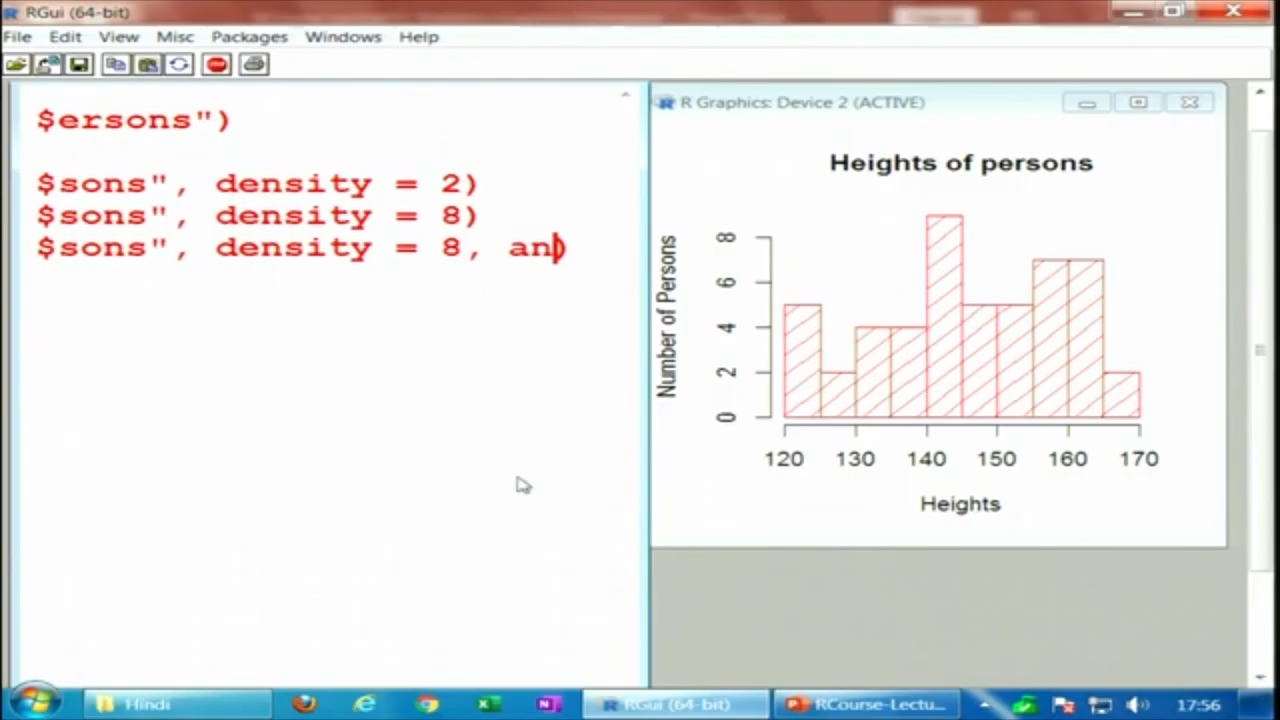 RGui (64-bit)
File Edit View Misc Packages Windows Help
STOP
$ersons")
$sons", density = 2)
$sons", density = 8)
$sons", density = 8, an)
R Graphics: Device 2 (ACTIVE)
Heights of persons
Number of Persons
8
6
4
2
0
120 130 140 150 160 170
Heights
Hindi
RGui (64-bit)
RCourse-Lectu...
17:56